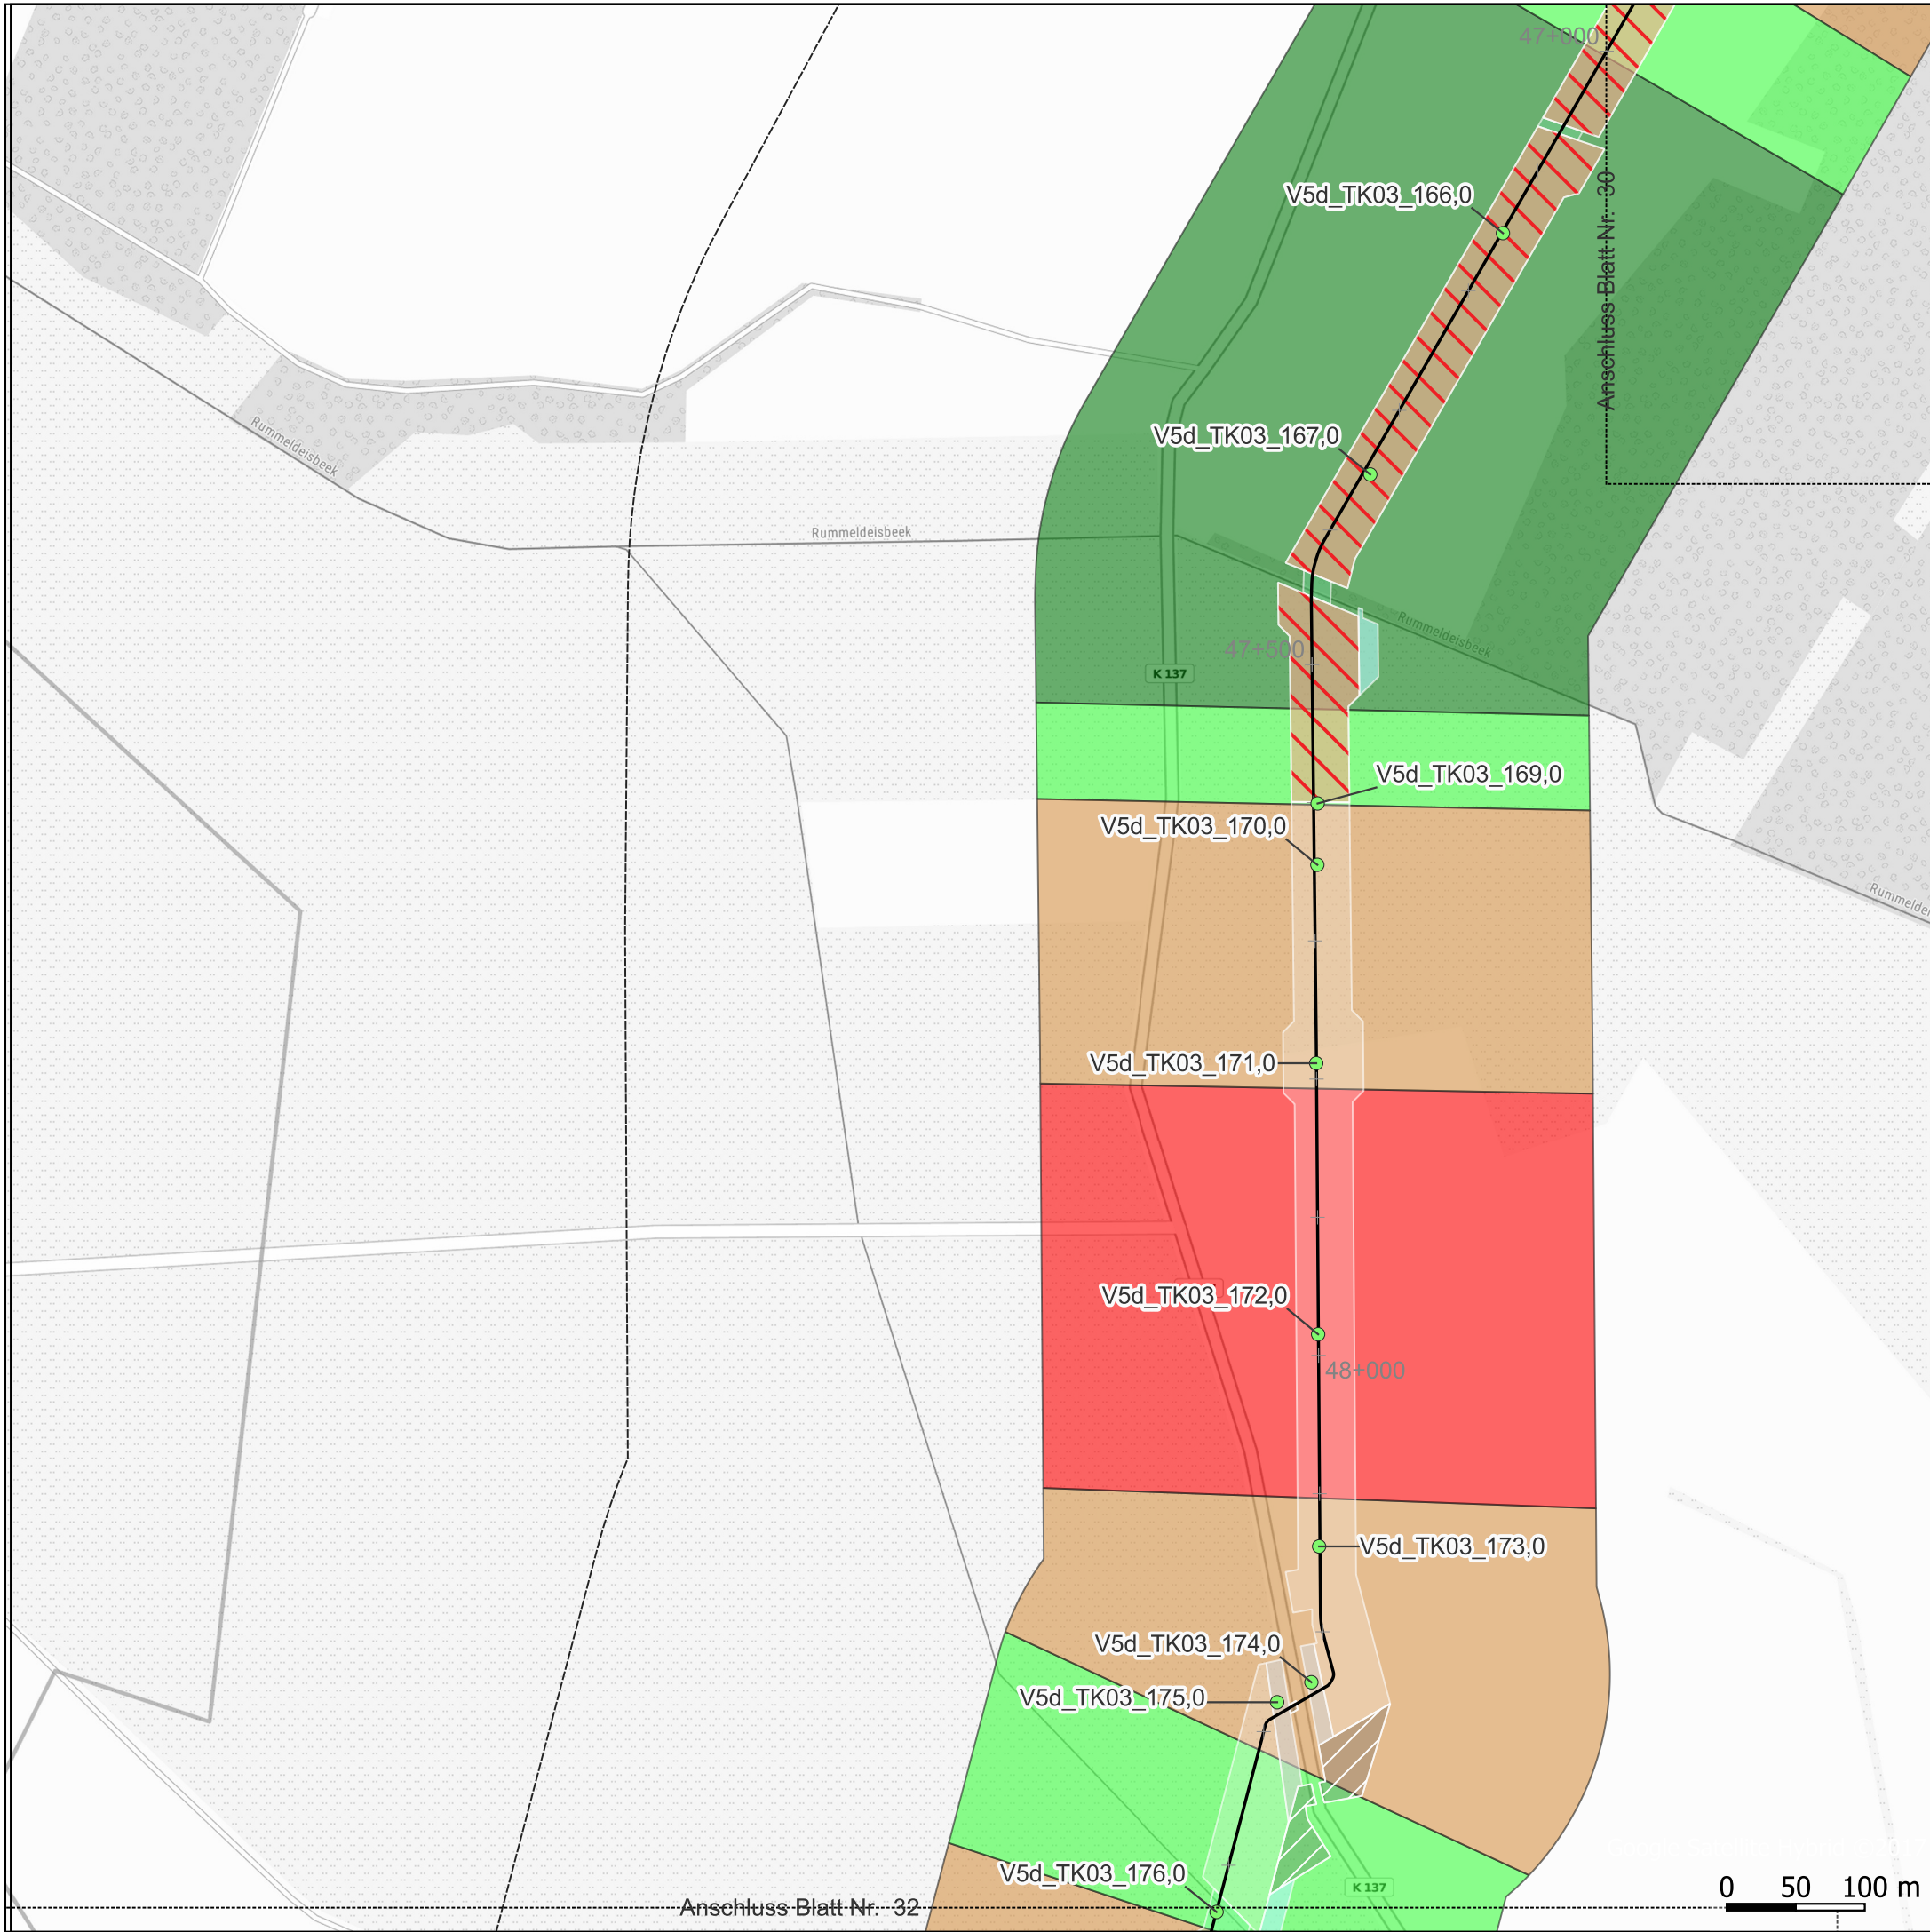 47+000
V5d_TK03_166,0
Anschluss Blatt Nr. 30
Rummeldeisbeek
V5d_TK03_167,0
Rummeldeisbeek
Rummeldeisbeek
47+500
K 137
V5d_TK03_169,0
V5d_TK03_170,0
Rummeldei
V5d_TK03_171,0
V5d_TK03_172,0
48+000
V5d_TK03_173,0
V5d_TK03_174,0
V5d_TK03_175,0
V5d_TK03_176,0
K 137
0 50 100 m
Anschluss Blatt Nr. 32